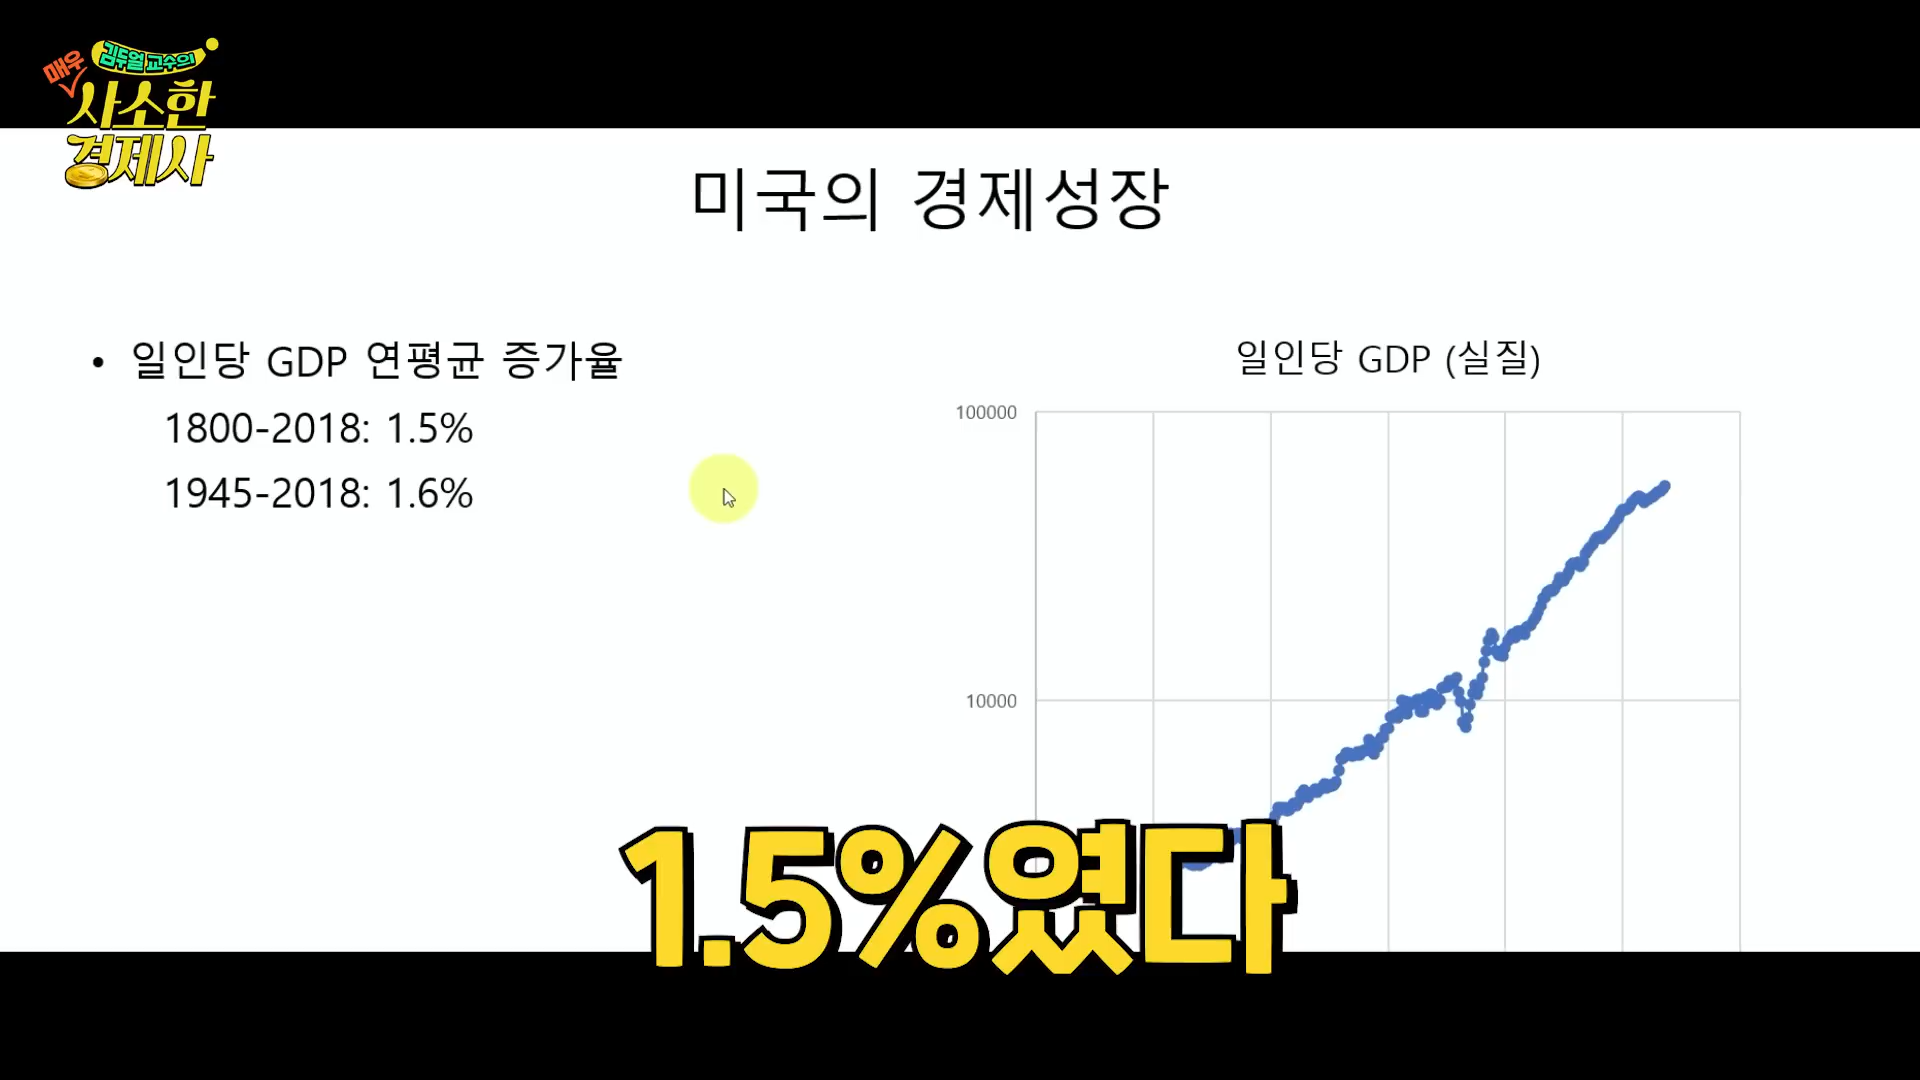 김두얼 교수의
매우
사소한
경제사
미국의 경제성장
• 일인당 GDP 연평균 증가율
1800-2018: 1.5%
1945-2018: 1.6%
일인당 GDP (실질)
100000
10000
1.5%였다